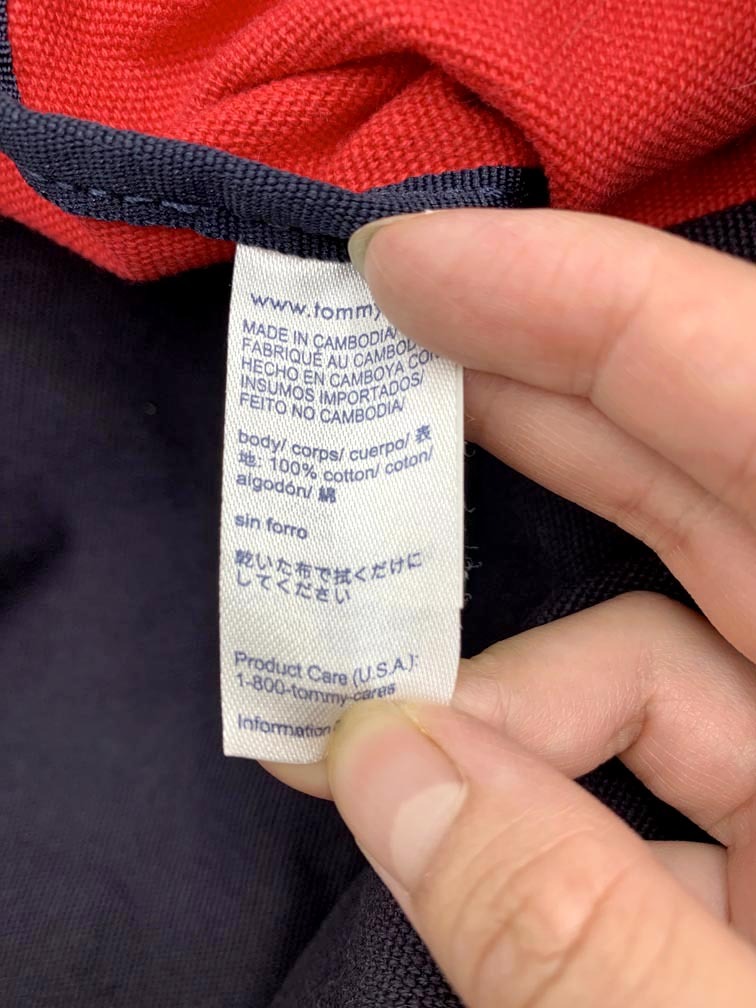 www.tommy
MADE IN CAMBODIA/
FABRIQUÉ AU CAMBOD
HECHO EN CAMBOYA CON
INSUMOS IMPORTADOS/
FEITO NO CAMBODIA/
body/ corps/ cuerpo/ 表
地: 100% cotton/ coton/
algodón/ 綿
sin forro
乾いた布で拭くだけに
してください
Product Care (U.S.A.):
1-800-tommy-cares
Information